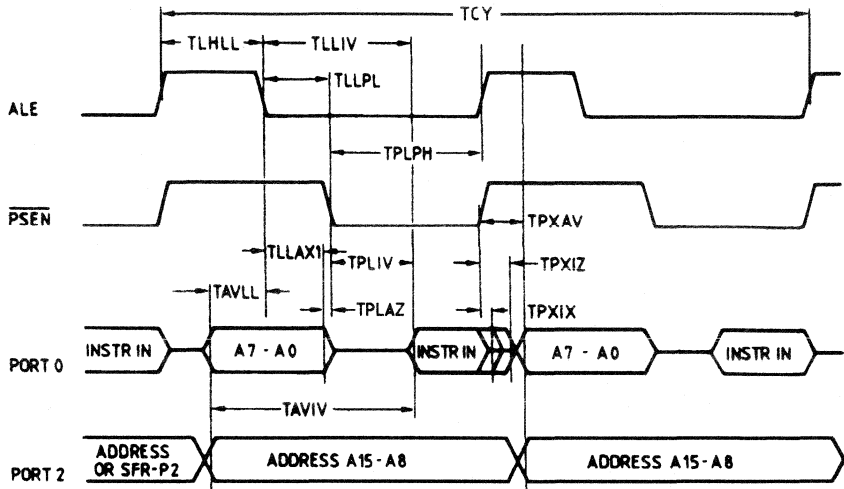 TCY
TLHLL
TLLIV
TLLPL
ALE
TPLPH
PSEN
TPXAV
TLLAX1
TPLIV
TPXIZ
TAVLL
TPLAZ
TPXIX
PORT 0
INSTR IN
A7 - A0
INSTR IN
A7 - A0
INSTR IN
TAVIV
PORT 2
ADDRESS
OR SFR-P2
ADDRESS A15-A8
ADDRESS A15-A8